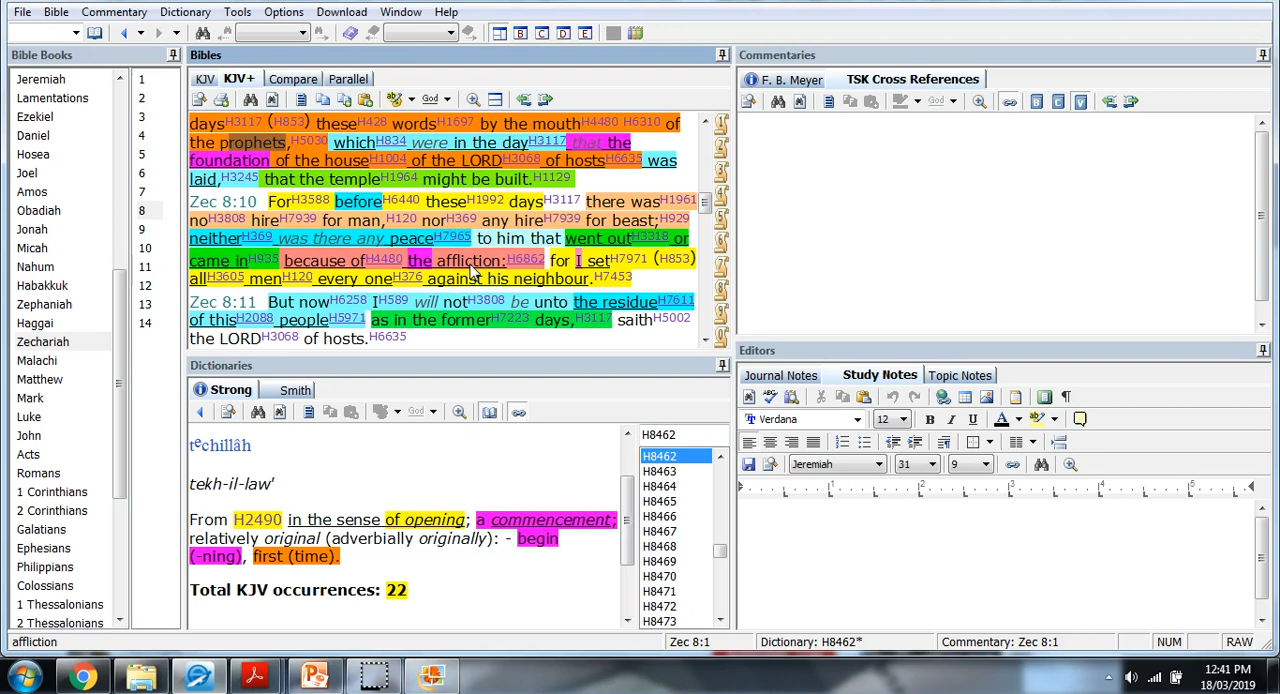 File Bible Commentary Dictionary Tools Options Download Window Help
B C D E
Bible Books
Jeremiah
Lamentations
Ezekiel
Daniel
Hosea
Joel
Amos
Obadiah
Jonah
Micah
Nahum
Habakkuk
Zephaniah
Haggai
Zechariah
Malachi
Matthew
Mark
Luke
John
Acts
Romans
1 Corinthians
2 Corinthians
Galatians
Ephesians
Philippians
Colossians
1 Thessalonians
2 Thessalonians
1
2
3
4
5
6
7
8
9
10
11
12
13
14
Bibles
KJV KJV+ Compare Parallel
God
daysH3117 (H853) theseH428 wordsH1697 by the mouthH4480 H6310 of
the prophets,H5030 whichH834 were in the dayH3117 that the
foundation of the houseH1004 of the LORDH3068 of hostsH6635 was
laid,H3245 that the templeH1964 might be built.H1129
Zec 8:10 ForH3588 beforeH6440 theseH1992 daysH3117 there wasH1961
noH3808 hireH7939 for man,H120 norH369 any hireH7939 for beast;H929
neitherH369 was there any peaceH7965 to him that went outH3318 or
came inH935 because ofH4480 the affliction:H6862 for I setH7971 (H853)
allH3605 menH120 every oneH376 against his neighbour.H7453
Zec 8:11 But nowH6258 IH589 will notH3808 be unto the residueH7611
of thisH2088 peopleH5971 as in the formerH7223 days,H3117 saithH5002
the LORDH3068 of hosts.H6635
Dictionaries
Strong Smith
God
techillâh
tekh-il-law'
From H2490 in the sense of opening; a commencement;
relatively original (adverbially originally): - begin
(-ning), first (time).
Total KJV occurrences: 22
H8462
H8462
H8463
H8464
H8465
H8466
H8467
H8468
H8469
H8470
H8471
H8472
H8473
Commentaries
F. B. Meyer TSK Cross References
God B C V
Editors
Journal Notes Study Notes Topic Notes
Verdana 12 B I U A
Jeremiah 31 9
1 2 3 4 5
affliction Zec 8:1 Dictionary: H8462* Commentary: Zec 8:1 NUM RAW
12:41 PM
18/03/2019